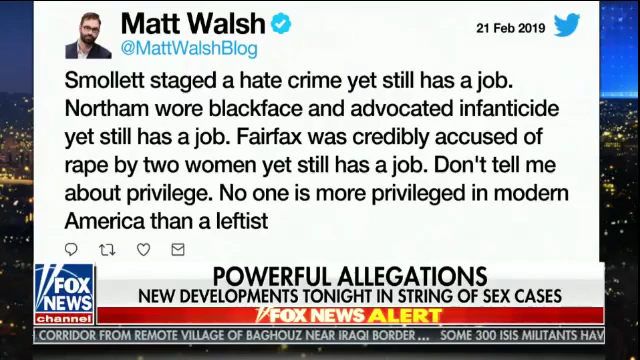 Matt Walsh
@MattWalshBlog
21 Feb 2019
Smollett staged a hate crime yet still has a job.
Northam wore blackface and advocated infanticide
yet still has a job. Fairfax was credibly accused of
rape by two women yet still has a job. Don't tell me
about privilege. No one is more privileged in modern
America than a leftist
FOX
NEWS
channel
POWERFUL ALLEGATIONS
NEW DEVELOPMENTS TONIGHT IN STRING OF SEX CASES
FOX NEWS ALERT
CORRIDOR FROM REMOTE VILLAGE OF BAGHOUZ NEAR IRAQI BORDER ... SOME 300 ISIS MILITANTS HAV